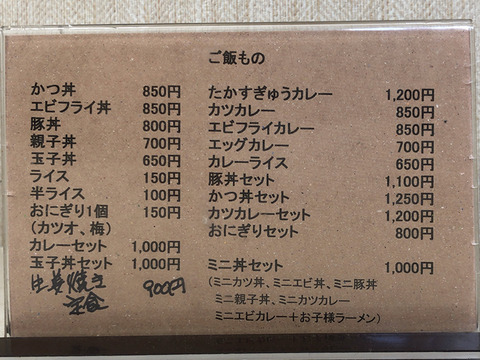 ご飯もの
かつ丼 850円
エビフライ丼 850円
豚丼 800円
親子丼 700円
玉子丼 650円
ライス 150円
半ライス 100円
おにぎり1個 150円
(カツオ、梅)
カレーセット 1,000円
玉子丼セット 1,000円
生姜焼き 900円
定食
たかすぎゅうカレー 1,200円
カツカレー 850円
エビフライカレー 850円
エッグカレー 700円
カレーライス 650円
豚丼セット 1,100円
かつ丼セット 1,250円
カツカレーセット 1,200円
おにぎりセット 800円
ミニ丼セット 1,000円
(ミニカツ丼、ミニエビ丼、ミニ豚丼
ミニ親子丼、ミニカツカレー
ミニエビカレー+お子様ラーメン)